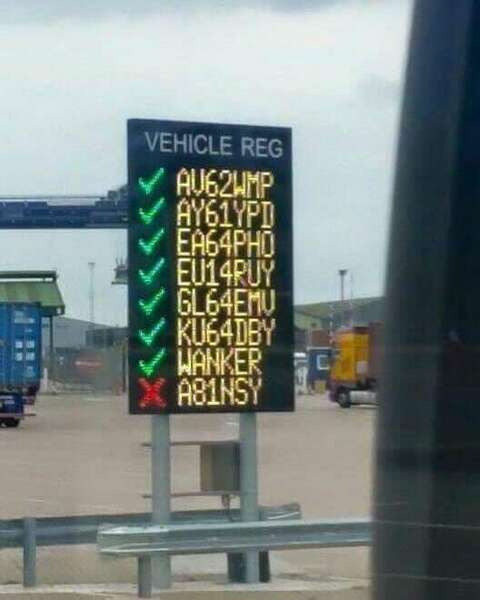 VEHICLE REG
✓ AV62WMP
✓ AY61YPD
✓ EA64PHO
✓ EU14RUY
✓ GL64EMV
✓ KU64DBY
✓ WANKER
X A81NSY